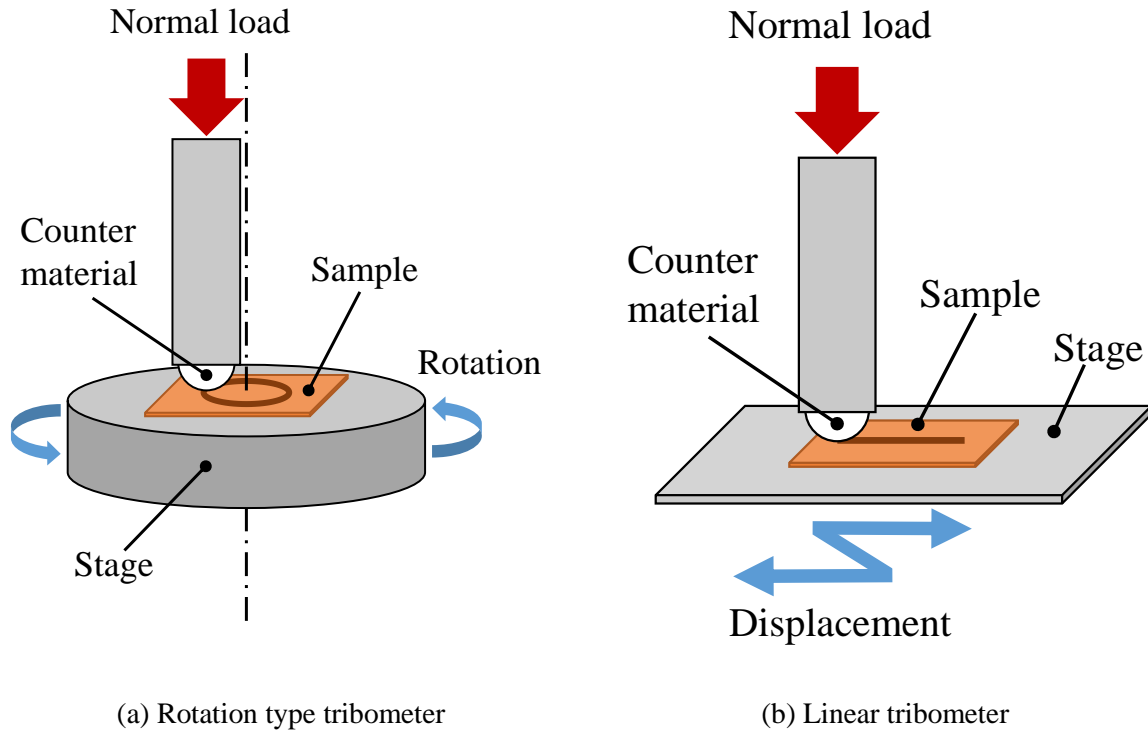 Normal load
Counter
material
Sample
Rotation
Stage
(a) Rotation type tribometer
Normal load
Counter
material
Sample
Stage
Displacement
(b) Linear tribometer